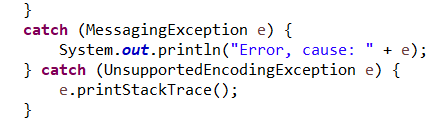 }
catch (MessagingException e) {
    System.out.println("Error, cause: " + e);
} catch (UnsupportedEncodingException e) {
    e.printStackTrace();
}